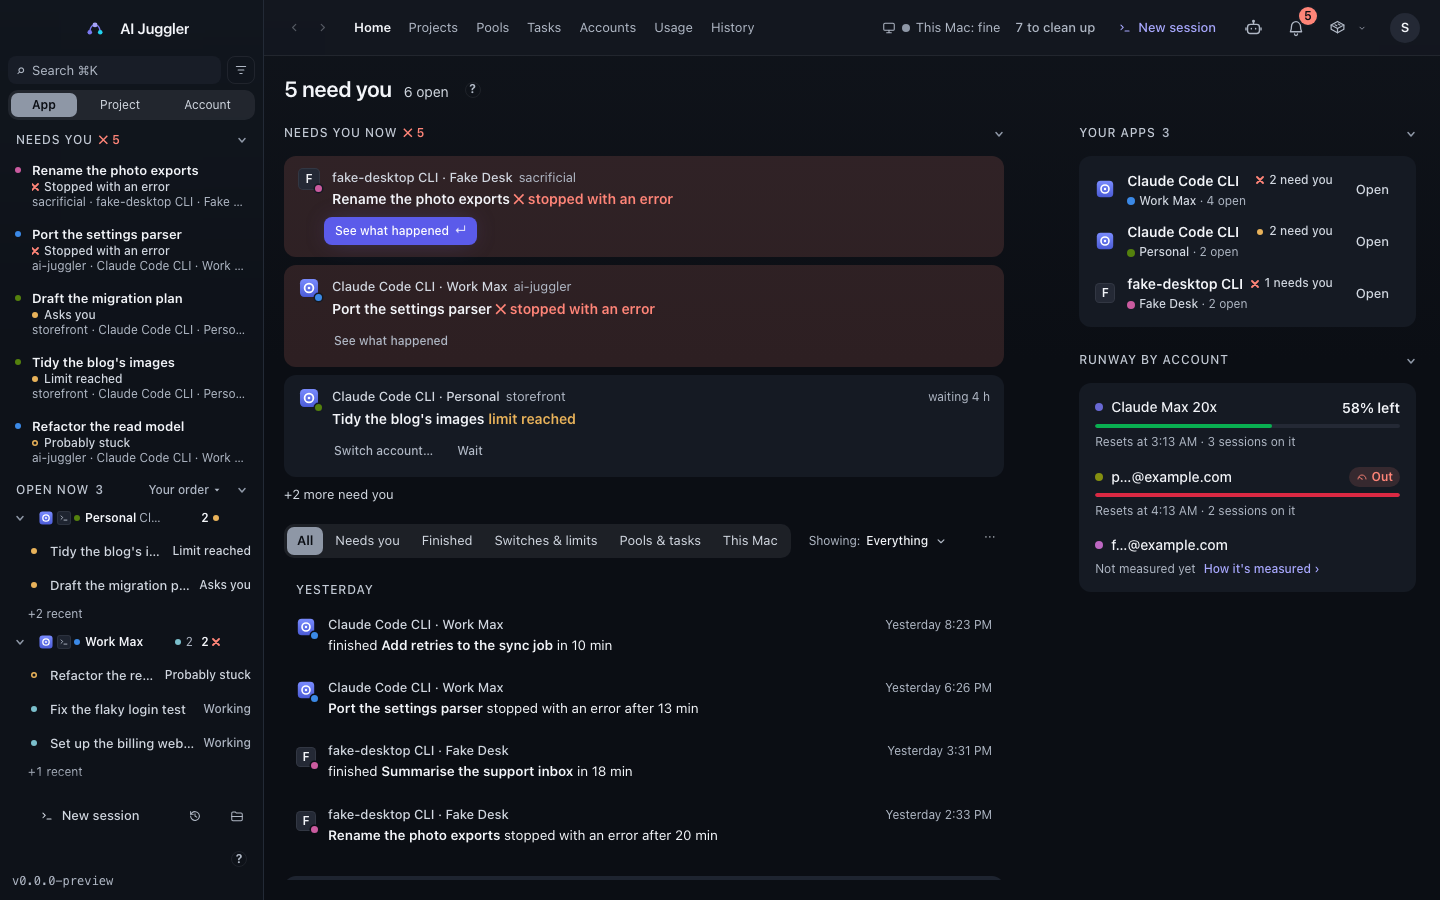 AI Juggler
Search ⌘K
App Project Account
NEEDS YOU 5
Rename the photo exports
Stopped with an error
sacrificial · fake-desktop CLI · Fake ...
Port the settings parser
Stopped with an error
ai-juggler · Claude Code CLI · Work ...
Draft the migration plan
Asks you
storefront · Claude Code CLI · Perso...
Tidy the blog's images
Limit reached
storefront · Claude Code CLI · Perso...
Refactor the read model
Probably stuck
ai-juggler · Claude Code CLI · Work ...
OPEN NOW 3 Your order
Personal Cl... 2
Tidy the blog's i... Limit reached
Draft the migration p... Asks you
+2 recent
Work Max 2 2
Refactor the re... Probably stuck
Fix the flaky login test Working
Set up the billing web... Working
+1 recent
New session
?
v0.0.0-preview
Home Projects Pools Tasks Accounts Usage History
This Mac: fine 7 to clean up New session 5 S
5 need you 6 open ?
NEEDS YOU NOW 5
F fake-desktop CLI · Fake Desk sacrificial
Rename the photo exports stopped with an error
See what happened
Claude Code CLI · Work Max ai-juggler
Port the settings parser stopped with an error
See what happened
Claude Code CLI · Personal storefront waiting 4 h
Tidy the blog's images limit reached
Switch account... Wait
+2 more need you
All Needs you Finished Switches & limits Pools & tasks This Mac Showing: Everything ...
YESTERDAY
Claude Code CLI · Work Max Yesterday 8:23 PM
finished Add retries to the sync job in 10 min
Claude Code CLI · Work Max Yesterday 6:26 PM
Port the settings parser stopped with an error after 13 min
F fake-desktop CLI · Fake Desk Yesterday 3:31 PM
finished Summarise the support inbox in 18 min
F fake-desktop CLI · Fake Desk Yesterday 2:33 PM
Rename the photo exports stopped with an error after 20 min
YOUR APPS 3
Claude Code CLI 2 need you Open
Work Max · 4 open
Claude Code CLI 2 need you Open
Personal · 2 open
F fake-desktop CLI 1 needs you Open
Fake Desk · 2 open
RUNWAY BY ACCOUNT
Claude Max 20x 58% left
Resets at 3:13 AM · 3 sessions on it
p...@example.com Out
Resets at 4:13 AM · 2 sessions on it
f...@example.com
Not measured yet How it's measured ›